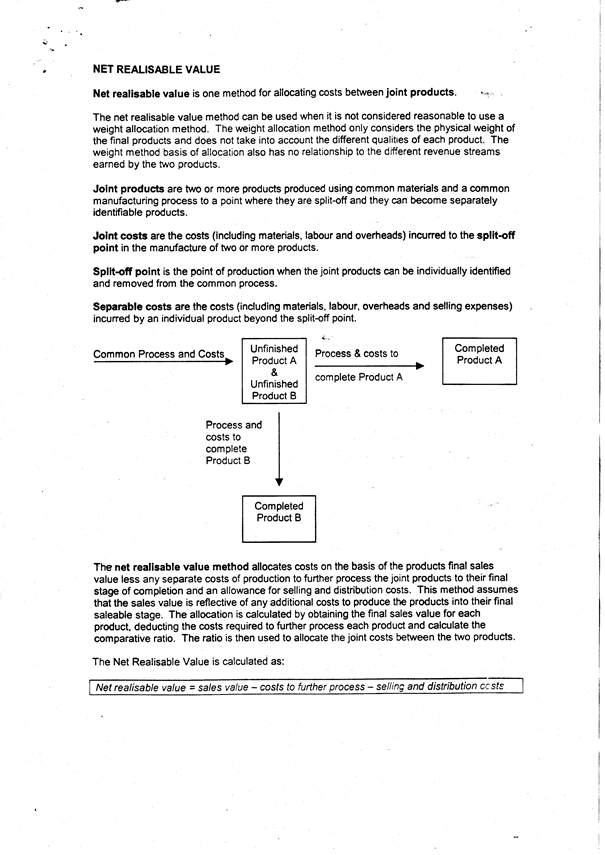 NET REALISABLE VALUE
Net realisable value is one method for allocating costs between joint products.
The net realisable value method can be used when it is not considered reasonable to use a
weight allocation method. The weight allocation method only considers the physical weight of
the final products and does not take into account the different qualities of each product. The
weight method basis of allocation also has no relationship to the different revenue streams
earned by the two products.
Joint products are two or more products produced using common materials and a common
manufacturing process to a point where they are split-off and they can become separately
identifiable products.
Joint costs are the costs (including materials, labour and overheads) incurred to the split-off
point in the manufacture of two or more products.
Split-off point is the point of production when the joint products can be individually identified
and removed from the common process.
Separable costs are the costs (including materials, labour, overheads and selling expenses)
incurred by an individual product beyond the split-off point.
Common Process and Costs
Unfinished
Product A
&
Unfinished
Product B
Process & costs to
complete Product A
Completed
Product A
Process and
costs to
complete
Product B
Completed
Product B
The net realisable value method allocates costs on the basis of the products final sales
value less any separate costs of production to further process the joint products to their final
stage of completion and an allowance for selling and distribution costs. This method assumes
that the sales value is reflective of any additional costs to produce the products into their final
saleable stage. The allocation is calculated by obtaining the final sales value for each
product, deducting the costs required to further process each product and calculate the
comparative ratio. The ratio is then used to allocate the joint costs between the two products.
The Net Realisable Value is calculated as:
Net realisable value = sales value – costs to further process – selling and distribution costs